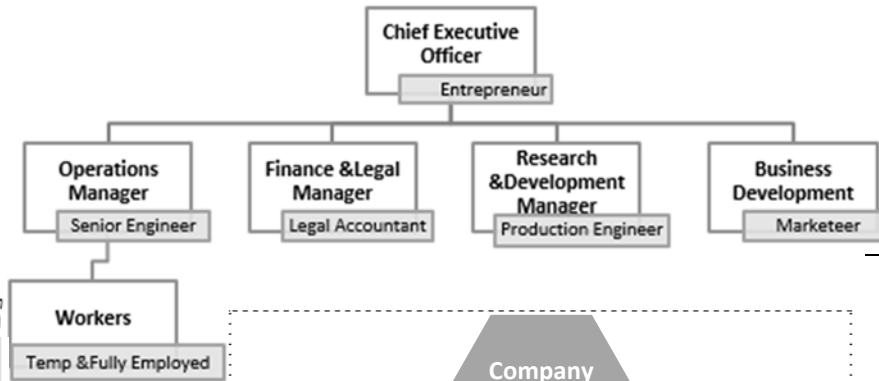 Chief Executive
Officer
Entrepreneur
Operations
Manager
Senior Engineer
Finance &Legal
Manager
Legal Accountant
Research
&Development
Manager
Production Engineer
Business
Development
Marketeer
Workers
Temp &Fully Employed
Company